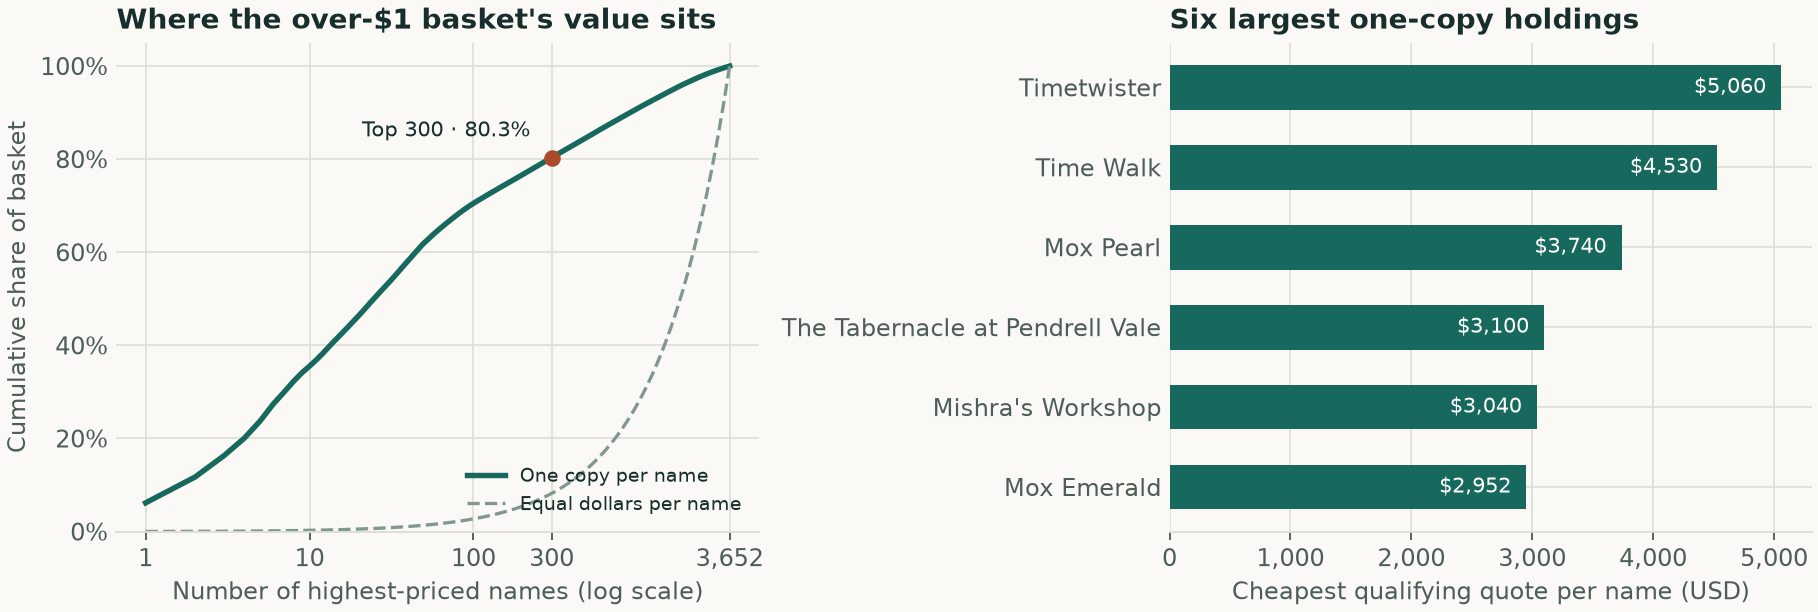 Where the over-$1 basket's value sits
Cumulative share of basket
100%
80%
60%
40%
20%
0%
Top 300 · 80.3%
One copy per name
Equal dollars per name
1
10
100
300
3,652
Number of highest-priced names (log scale)
Six largest one-copy holdings
Timetwister
$5,060
Time Walk
$4,530
Mox Pearl
$3,740
The Tabernacle at Pendrell Vale
$3,100
Mishra's Workshop
$3,040
Mox Emerald
$2,952
0
1,000
2,000
3,000
4,000
5,000
Cheapest qualifying quote per name (USD)